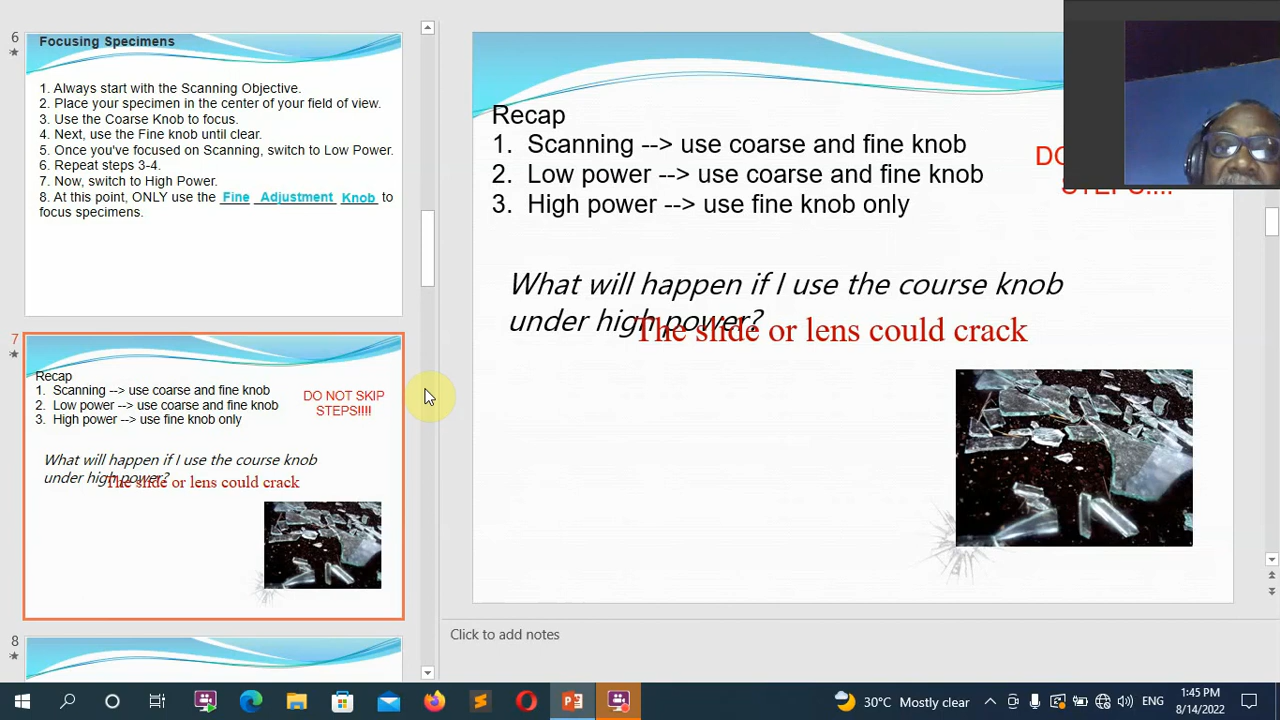 6
Focusing Specimens
1. Always start with the Scanning Objective.
2. Place your specimen in the center of your field of view.
3. Use the Coarse Knob to focus.
4. Next, use the Fine knob until clear.
5. Once you've focused on Scanning, switch to Low Power.
6. Repeat steps 3-4.
7. Now, switch to High Power.
8. At this point, ONLY use the Fine Adjustment Knob to
focus specimens.
7
Recap
1. Scanning --> use coarse and fine knob
2. Low power --> use coarse and fine knob
3. High power --> use fine knob only
DO NOT SKIP
STEPS!!!!
What will happen if I use the course knob
under high power?
The slide or lens could crack
8
Recap
1. Scanning --> use coarse and fine knob
2. Low power --> use coarse and fine knob
3. High power --> use fine knob only
What will happen if I use the course knob
under high power?
The slide or lens could crack
Click to add notes
30°C Mostly clear
ENG
1:45 PM
8/14/2022